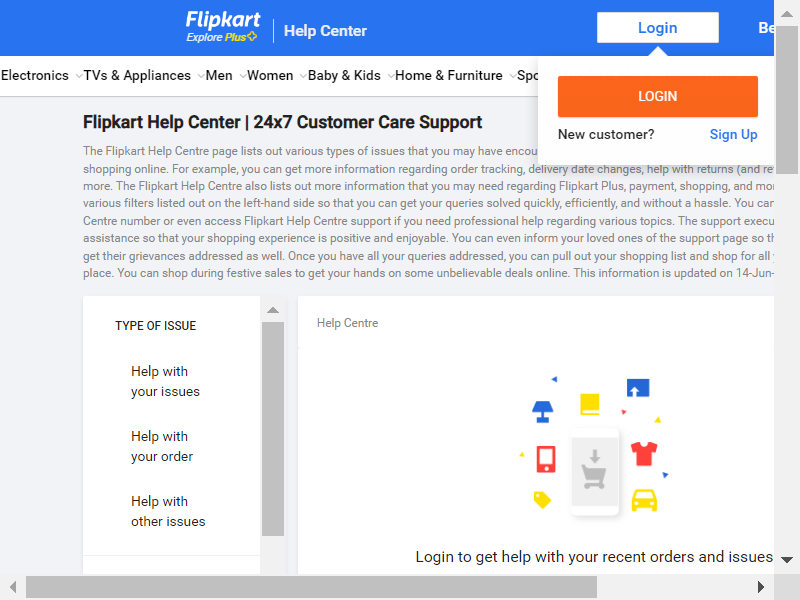 Flipkart
Explore Plus
Help Center
Login
Be
Electronics
TVs & Appliances
Men
Women
Baby & Kids
Home & Furniture
Spo
LOGIN
New customer?
Sign Up
Flipkart Help Center | 24x7 Customer Care Support
The Flipkart Help Centre page lists out various types of issues that you may have encou
shopping online. For example, you can get more information regarding order tracking, delivery date changes, help with returns (and re
more. The Flipkart Help Centre also lists out more information that you may need regarding Flipkart Plus, payment, shopping, and mor
various filters listed out on the left-hand side so that you can get your queries solved quickly, efficiently, and without a hassle. You can
Centre number or even access Flipkart Help Centre support if you need professional help regarding various topics. The support execu
assistance so that your shopping experience is positive and enjoyable. You can even inform your loved ones of the support page so th
get their grievances addressed as well. Once you have all your queries addressed, you can pull out your shopping list and shop for all y
place. You can shop during festive sales to get your hands on some unbelievable deals online. This information is updated on 14-Jun-
TYPE OF ISSUE
Help with
your issues
Help with
your order
Help with
other issues
Help Centre
Login to get help with your recent orders and issues